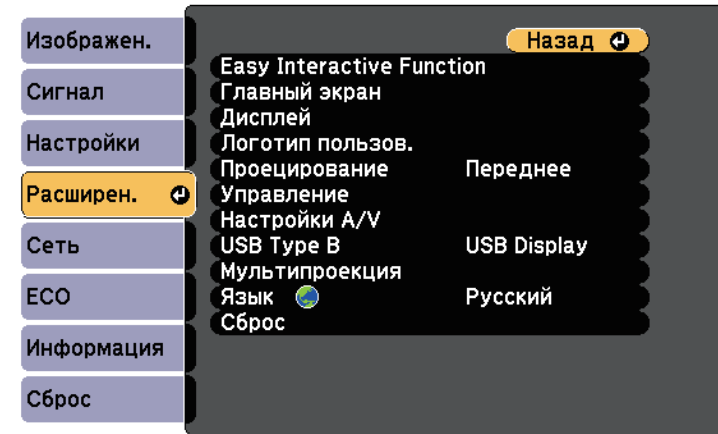 Изображен.
Сигнал
Настройки
Расширен.
Сеть
ECO
Информация
Сброс
Назад
Easy Interactive Function
Главный экран
Дисплей
Логотип пользов.
Проецирование Переднее
Управление
Настройки A/V
USB Type B USB Display
Мультипроекция
Язык Русский
Сброс